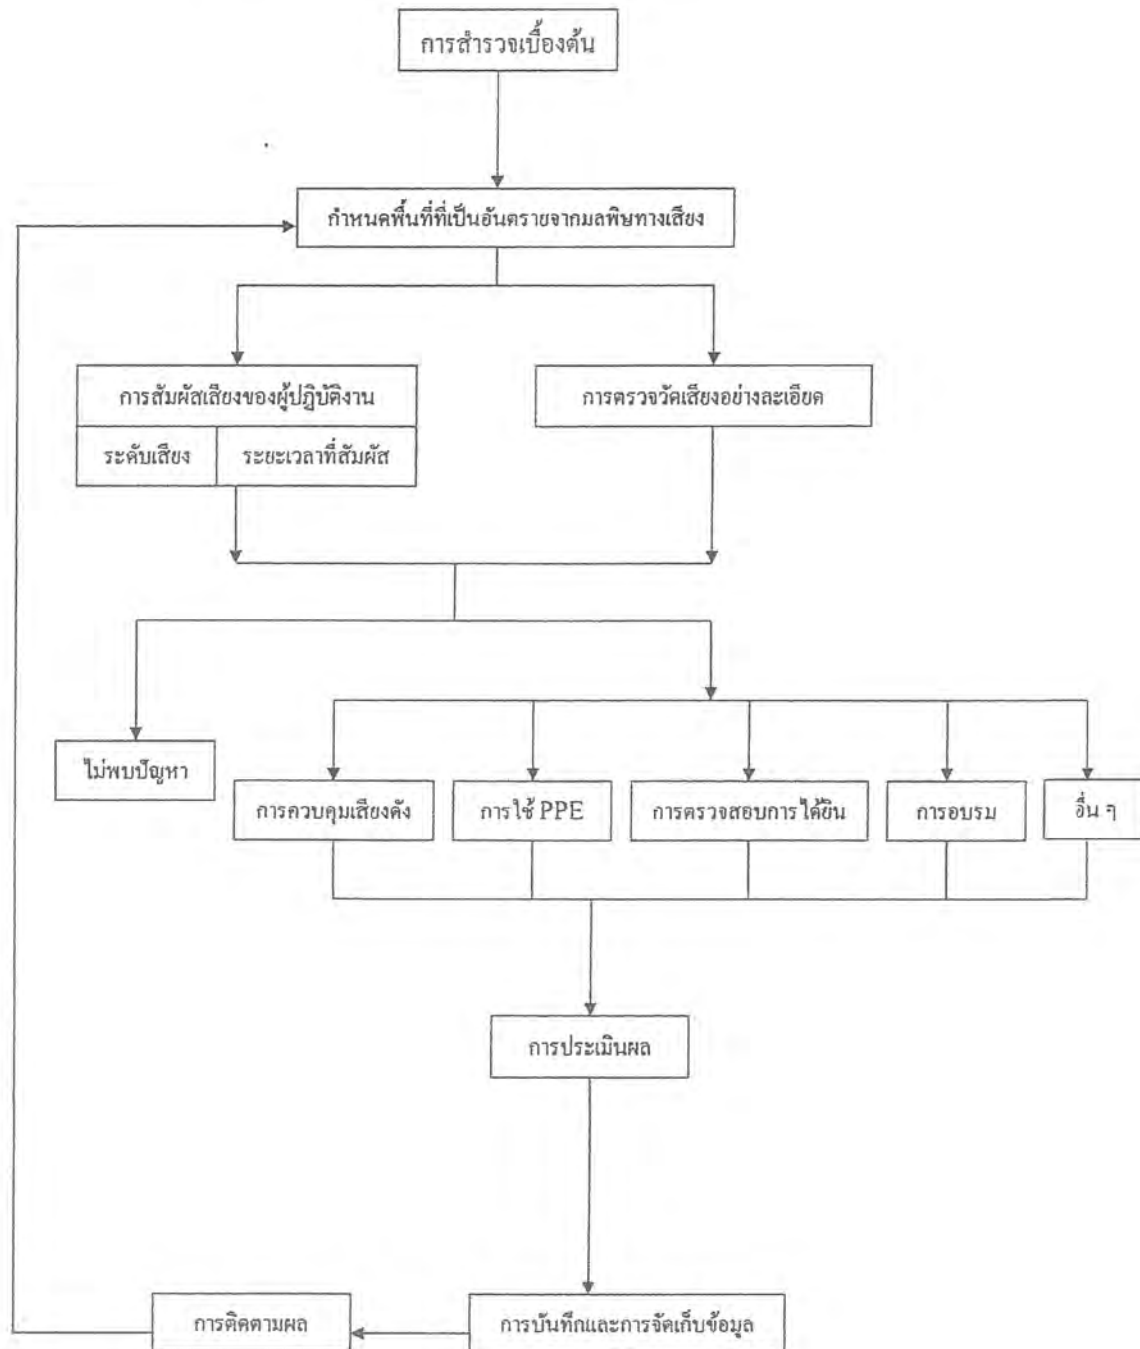 การสำรวจเบื้องต้น
กำหนดพื้นที่ที่เป็นอันตรายจากมลพิษทางเสียง
การสัมผัสเสียงของผู้ปฏิบัติงาน
การตรวจวัดเสียงอย่างละเอียด
ระดับเสียง
ระยะเวลาที่สัมผัส
ไม่พบปัญหา
การควบคุมเสียงดัง
การใช้ PPE
การตรวจสอบการได้ยิน
การอบรม
อื่น ๆ
การประเมินผล
การติดตามผล
การบันทึกและการจัดเก็บข้อมูล